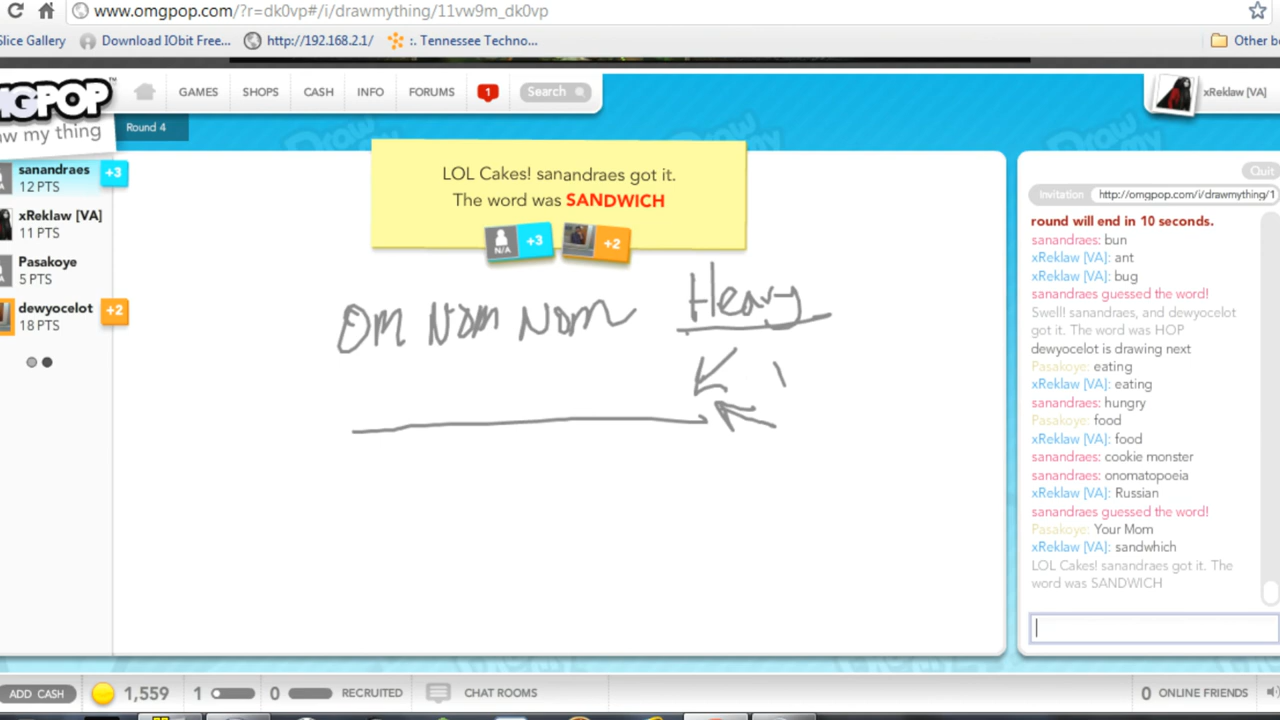 www.omgpop.com/?r=dk0vp#/i/drawmything/11vw9m_dk0vp
Slice Gallery Download IObit Free... http://192.168.2.1/ :. Tennessee Techno... Other b
MGPOP™
aw my thing
GAMES SHOPS CASH INFO FORUMS 1 Search
xReklaw [VA]
Round 4
sanandraes
12 PTS
+3
xReklaw [VA]
11 PTS
Pasakoye
5 PTS
dewyocelot
18 PTS
+2
LOL Cakes! sanandraes got it.
The word was SANDWICH
N/A +3 +2
Om Nom Nom Heavy
Quit
Invitation http://omgpop.com/i/drawmything/1
round will end in 10 seconds.
sanandraes: bun
xReklaw [VA]: ant
xReklaw [VA]: bug
sanandraes guessed the word!
Swell! sanandraes, and dewyocelot
got it. The word was HOP
dewyocelot is drawing next
Pasakoye: eating
xReklaw [VA]: eating
sanandraes: hungry
Pasakoye: food
xReklaw [VA]: food
sanandraes: cookie monster
sanandraes: onomatopoeia
xReklaw [VA]: Russian
sanandraes guessed the word!
Pasakoye: Your Mom
xReklaw [VA]: sandwhich
LOL Cakes! sanandraes got it. The
word was SANDWICH
ADD CASH 1,559 1 0 RECRUITED CHAT ROOMS 0 ONLINE FRIENDS